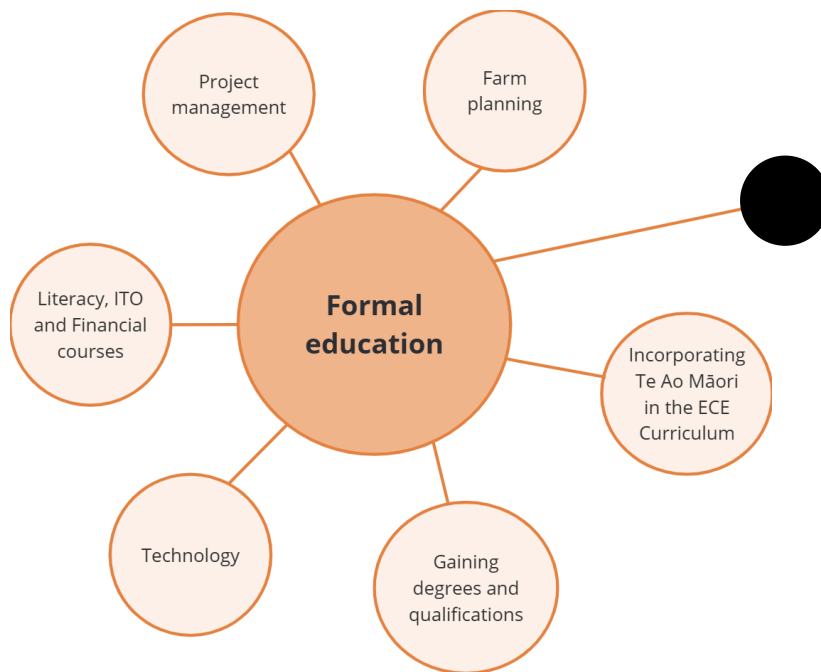 Project
management
Farm
planning
Formal
education
Literacy, ITO
and Financial
courses
Incorporating
Te Ao Māori
in the ECE
Curriculum
Technology
Gaining
degrees and
qualifications